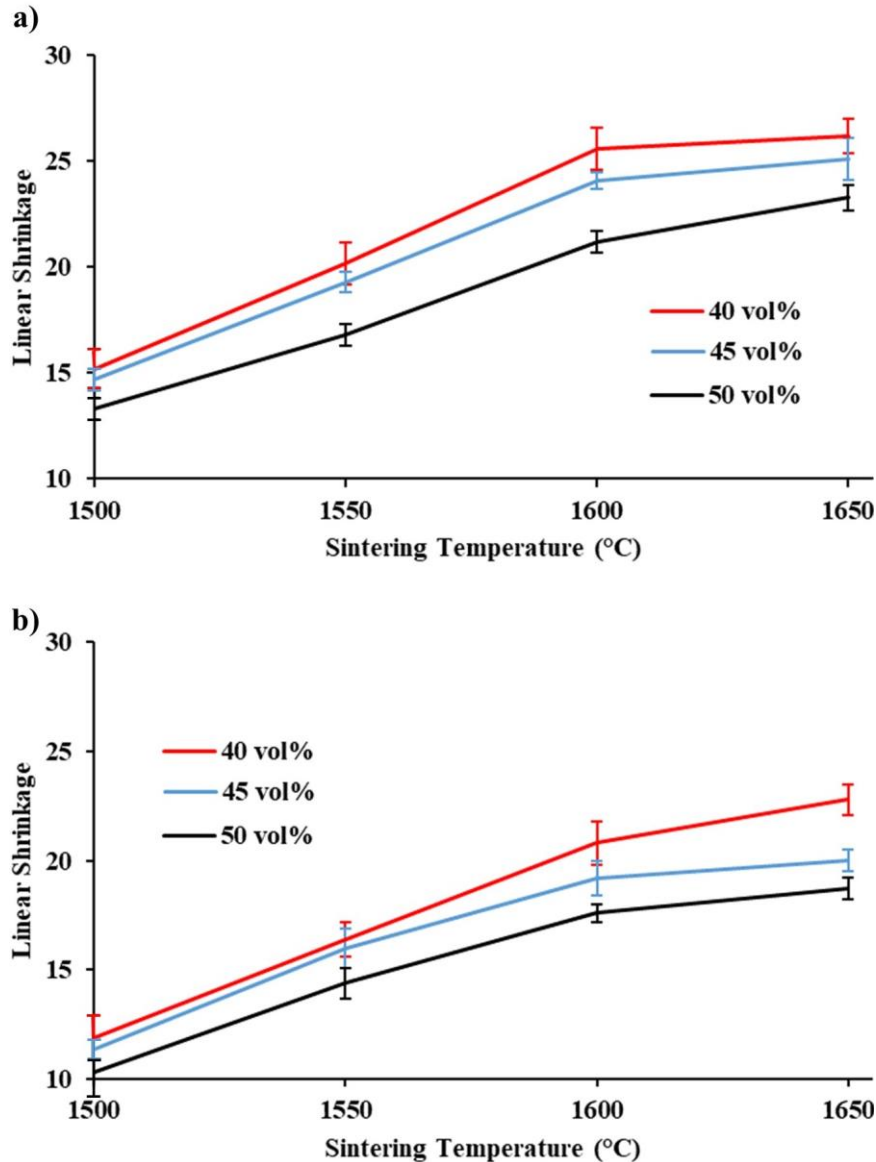 a)
30
25
20
15
10
Linear Shrinkage
40 vol%
45 vol%
50 vol%
1500 1550 1600 1650
Sintering Temperature (°C)
b)
30
25
20
15
10
Linear Shrinkage
40 vol%
45 vol%
50 vol%
1500 1550 1600 1650
Sintering Temperature (°C)